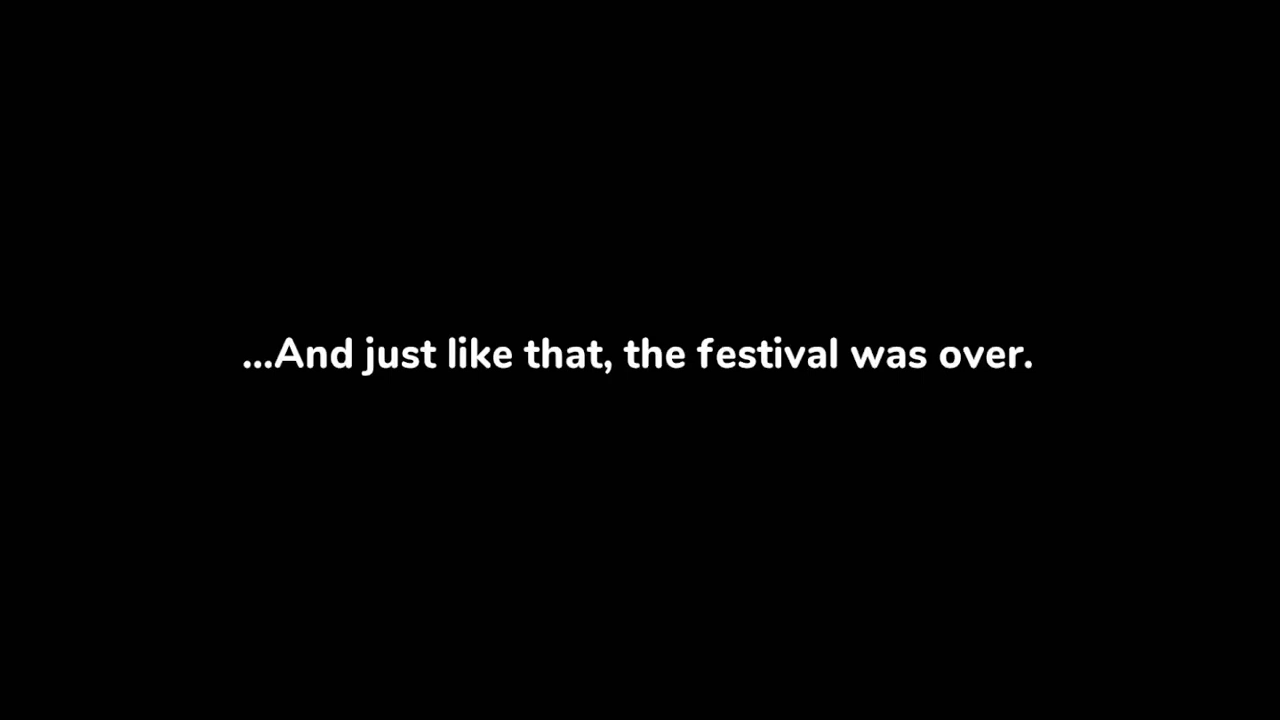 ...And just like that, the festival was over.